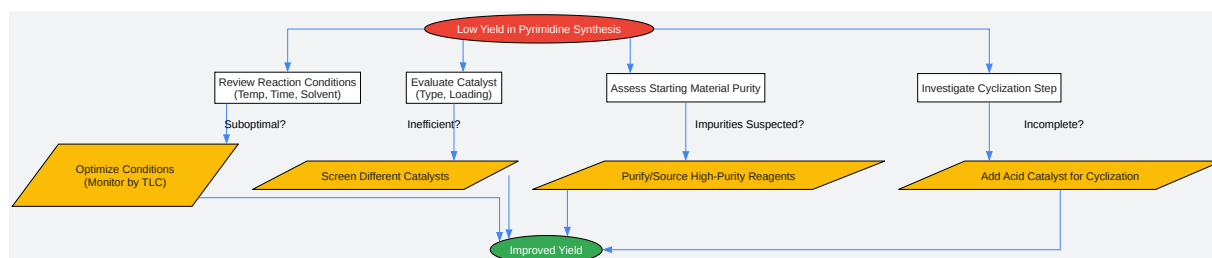 Low Yield in Pyrimidine Synthesis
Review Reaction Conditions
(Temp, Time, Solvent)
Evaluate Catalyst
(Type, Loading)
Assess Starting Material Purity
Investigate Cyclization Step
Suboptimal?
Inefficient?
Impurities Suspected?
Incomplete?
Optimize Conditions
(Monitor by TLC)
Screen Different Catalysts
Purify/Source High-Purity Reagents
Add Acid Catalyst for Cyclization
Improved Yield